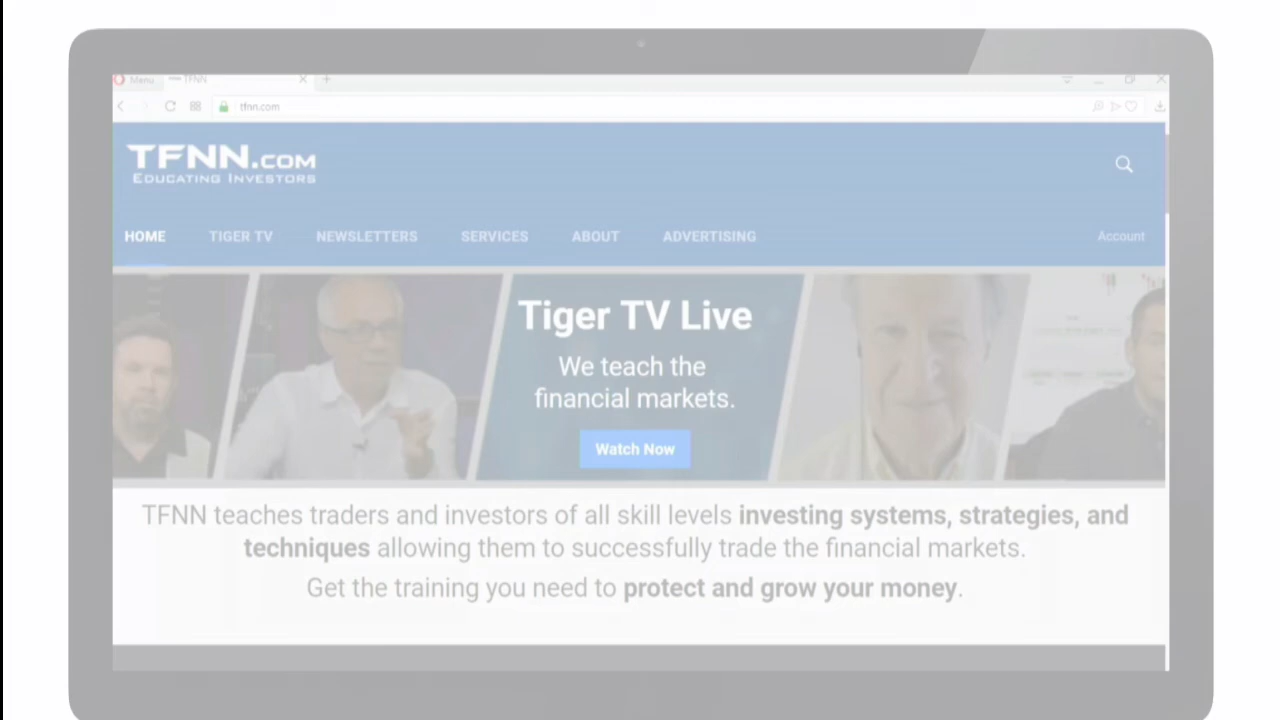 Menu
TFNN
tfnn.com
TFNN.COM
EDUCATING INVESTORS
HOME TIGER TV NEWSLETTERS SERVICES ABOUT ADVERTISING Account
Tiger TV Live
We teach the
financial markets.
Watch Now
TFNN teaches traders and investors of all skill levels investing systems, strategies, and
techniques allowing them to successfully trade the financial markets.
Get the training you need to protect and grow your money.